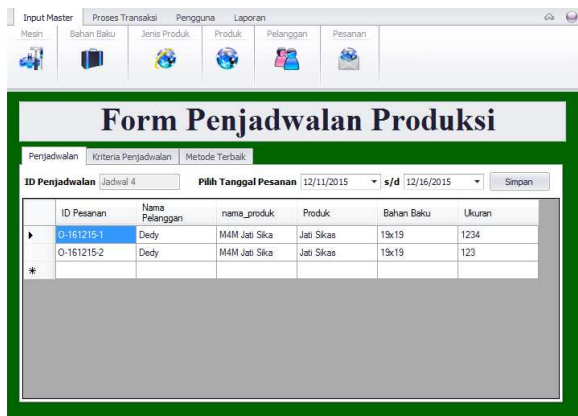 Input Master Proses Transaksi Pengguna Laporan
Mesin Bahan Baku Jenis Produk Produk Pelanggan Pesanan
Form Penjadwalan Produksi
Penjadwalan Kriteria Penjadwalan Metode Terbaik
ID Penjadwalan Jadwal 4 Pilih Tanggal Pesanan 12/11/2015 s/d 12/16/2015 Simpan
ID Pesanan Nama Pelanggan nama_produk Produk Bahan Baku Ukuran
O-161215-1 Dedy M4M Jati Sika Jati Sikas 19x19 1234
O-161215-2 Dedy M4M Jati Sika Jati Sikas 19x19 123